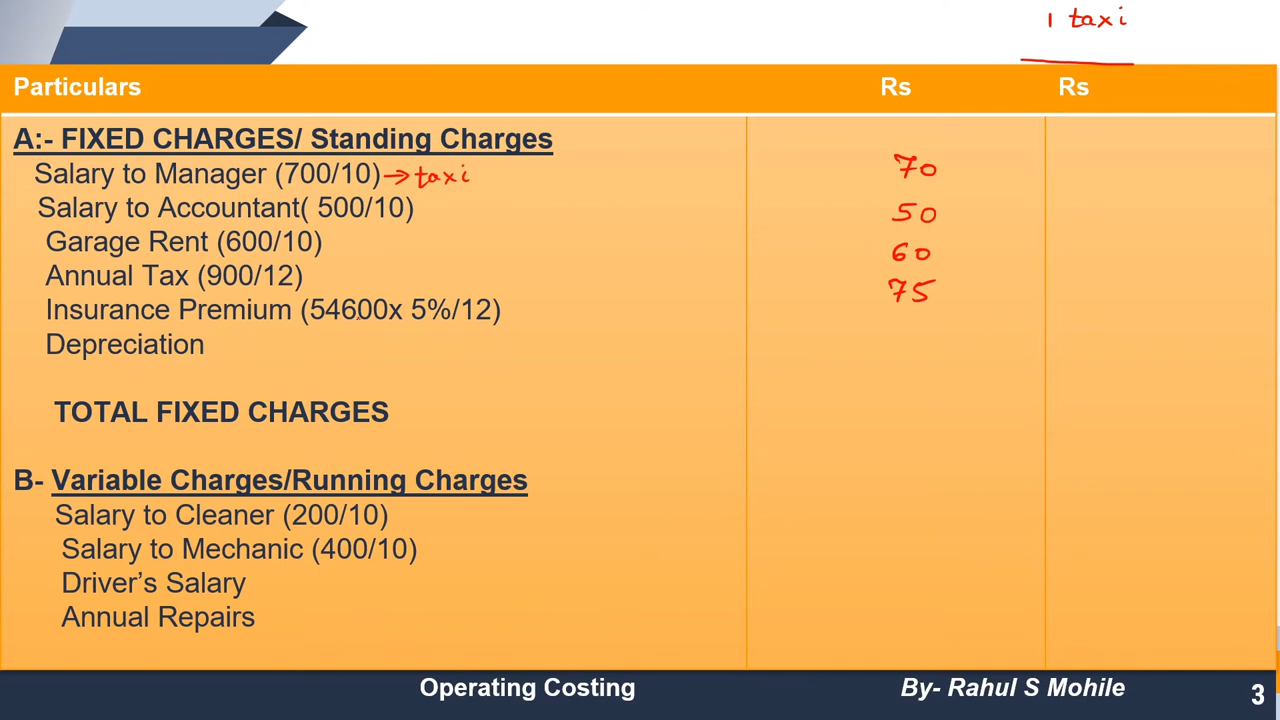 1 taxi
Particulars Rs Rs
A:- FIXED CHARGES/ Standing Charges
Salary to Manager (700/10) → taxi 70
Salary to Accountant( 500/10) 50
Garage Rent (600/10) 60
Annual Tax (900/12) 75
Insurance Premium (54600x 5%/12)
Depreciation
TOTAL FIXED CHARGES
B- Variable Charges/Running Charges
Salary to Cleaner (200/10)
Salary to Mechanic (400/10)
Driver’s Salary
Annual Repairs
Operating Costing By- Rahul S Mohile 3